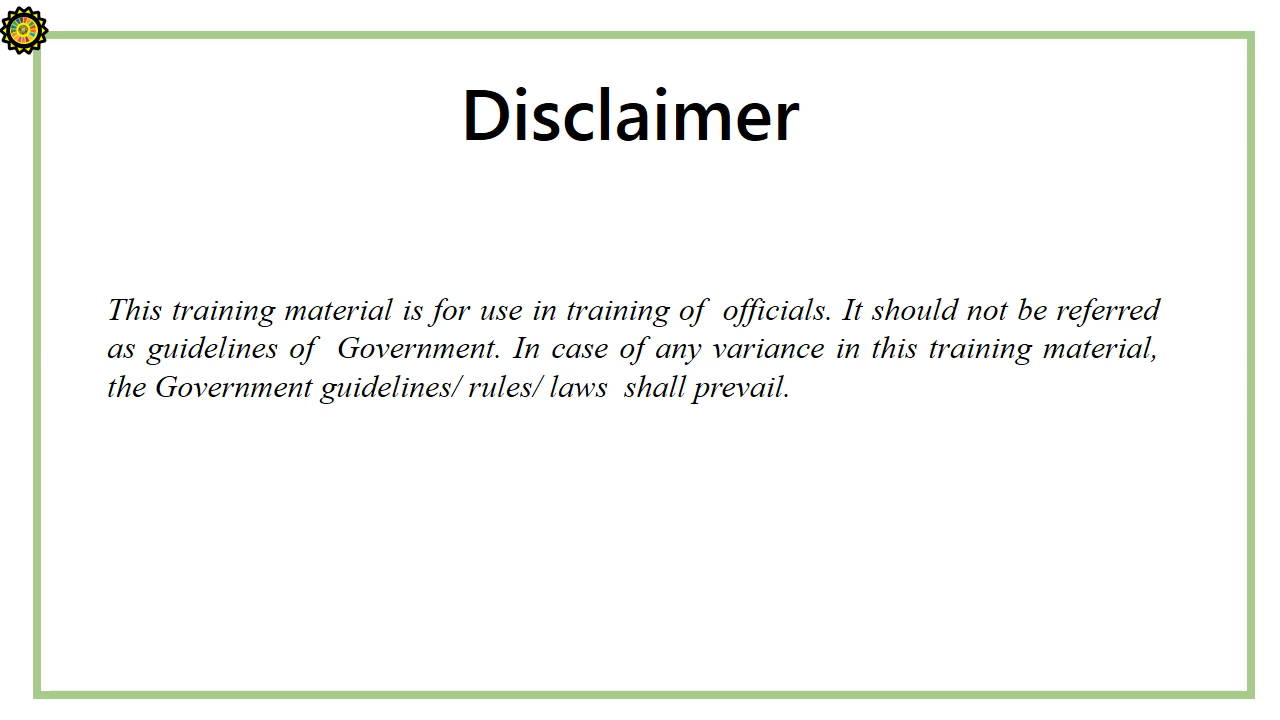 Disclaimer
This training material is for use in training of  officials. It should not be referred
as guidelines of  Government. In case of any variance in this training material,
the Government guidelines/ rules/ laws  shall prevail.